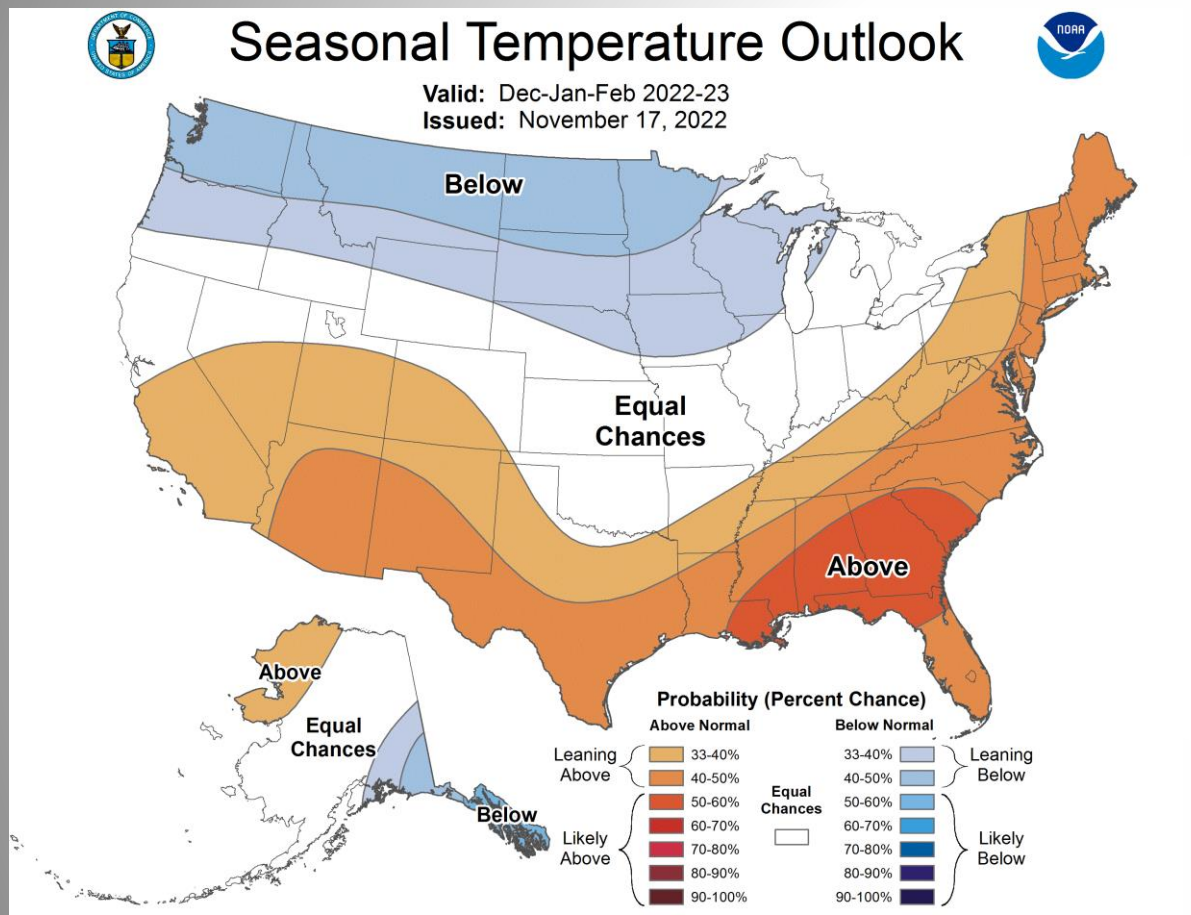 Seasonal Temperature Outlook
NOAA
Valid: Dec-Jan-Feb 2022-23
Issued: November 17, 2022
Below
Equal
Chances
Above
Above
Equal
Chances
Below
Probability (Percent Chance)
Above Normal
Below Normal
Leaning
Above
33-40%
40-50%
Likely
Above
50-60%
60-70%
70-80%
80-90%
90-100%
Equal
Chances
33-40%
40-50%
Leaning
Below
50-60%
60-70%
70-80%
80-90%
90-100%
Likely
Below